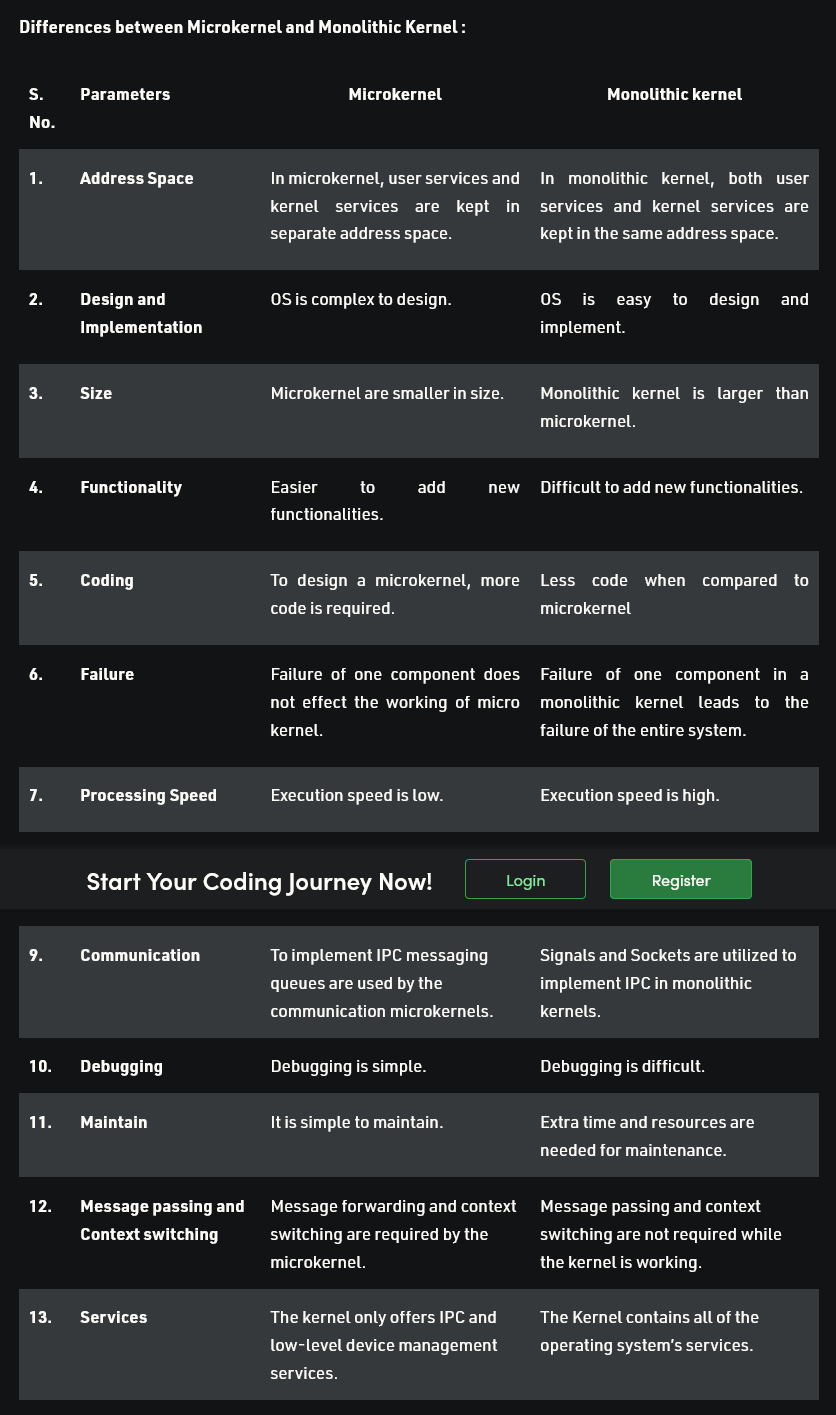 Differences between Microkernel and Monolithic Kernel :
S. No. Parameters Microkernel Monolithic kernel
1. Address Space In microkernel, user services and kernel services are kept in separate address space. In monolithic kernel, both user services and kernel services are kept in the same address space.
2. Design and Implementation OS is complex to design. OS is easy to design and implement.
3. Size Microkernel are smaller in size. Monolithic kernel is larger than microkernel.
4. Functionality Easier to add new functionalities. Difficult to add new functionalities.
5. Coding To design a microkernel, more code is required. Less code when compared to microkernel
6. Failure Failure of one component does not effect the working of micro kernel. Failure of one component in a monolithic kernel leads to the failure of the entire system.
7. Processing Speed Execution speed is low. Execution speed is high.
Start Your Coding Journey Now! Login Register
9. Communication To implement IPC messaging queues are used by the communication microkernels. Signals and Sockets are utilized to implement IPC in monolithic kernels.
10. Debugging Debugging is simple. Debugging is difficult.
11. Maintain It is simple to maintain. Extra time and resources are needed for maintenance.
12. Message passing and Context switching Message forwarding and context switching are required by the microkernel. Message passing and context switching are not required while the kernel is working.
13. Services The kernel only offers IPC and low-level device management services. The Kernel contains all of the operating system's services.